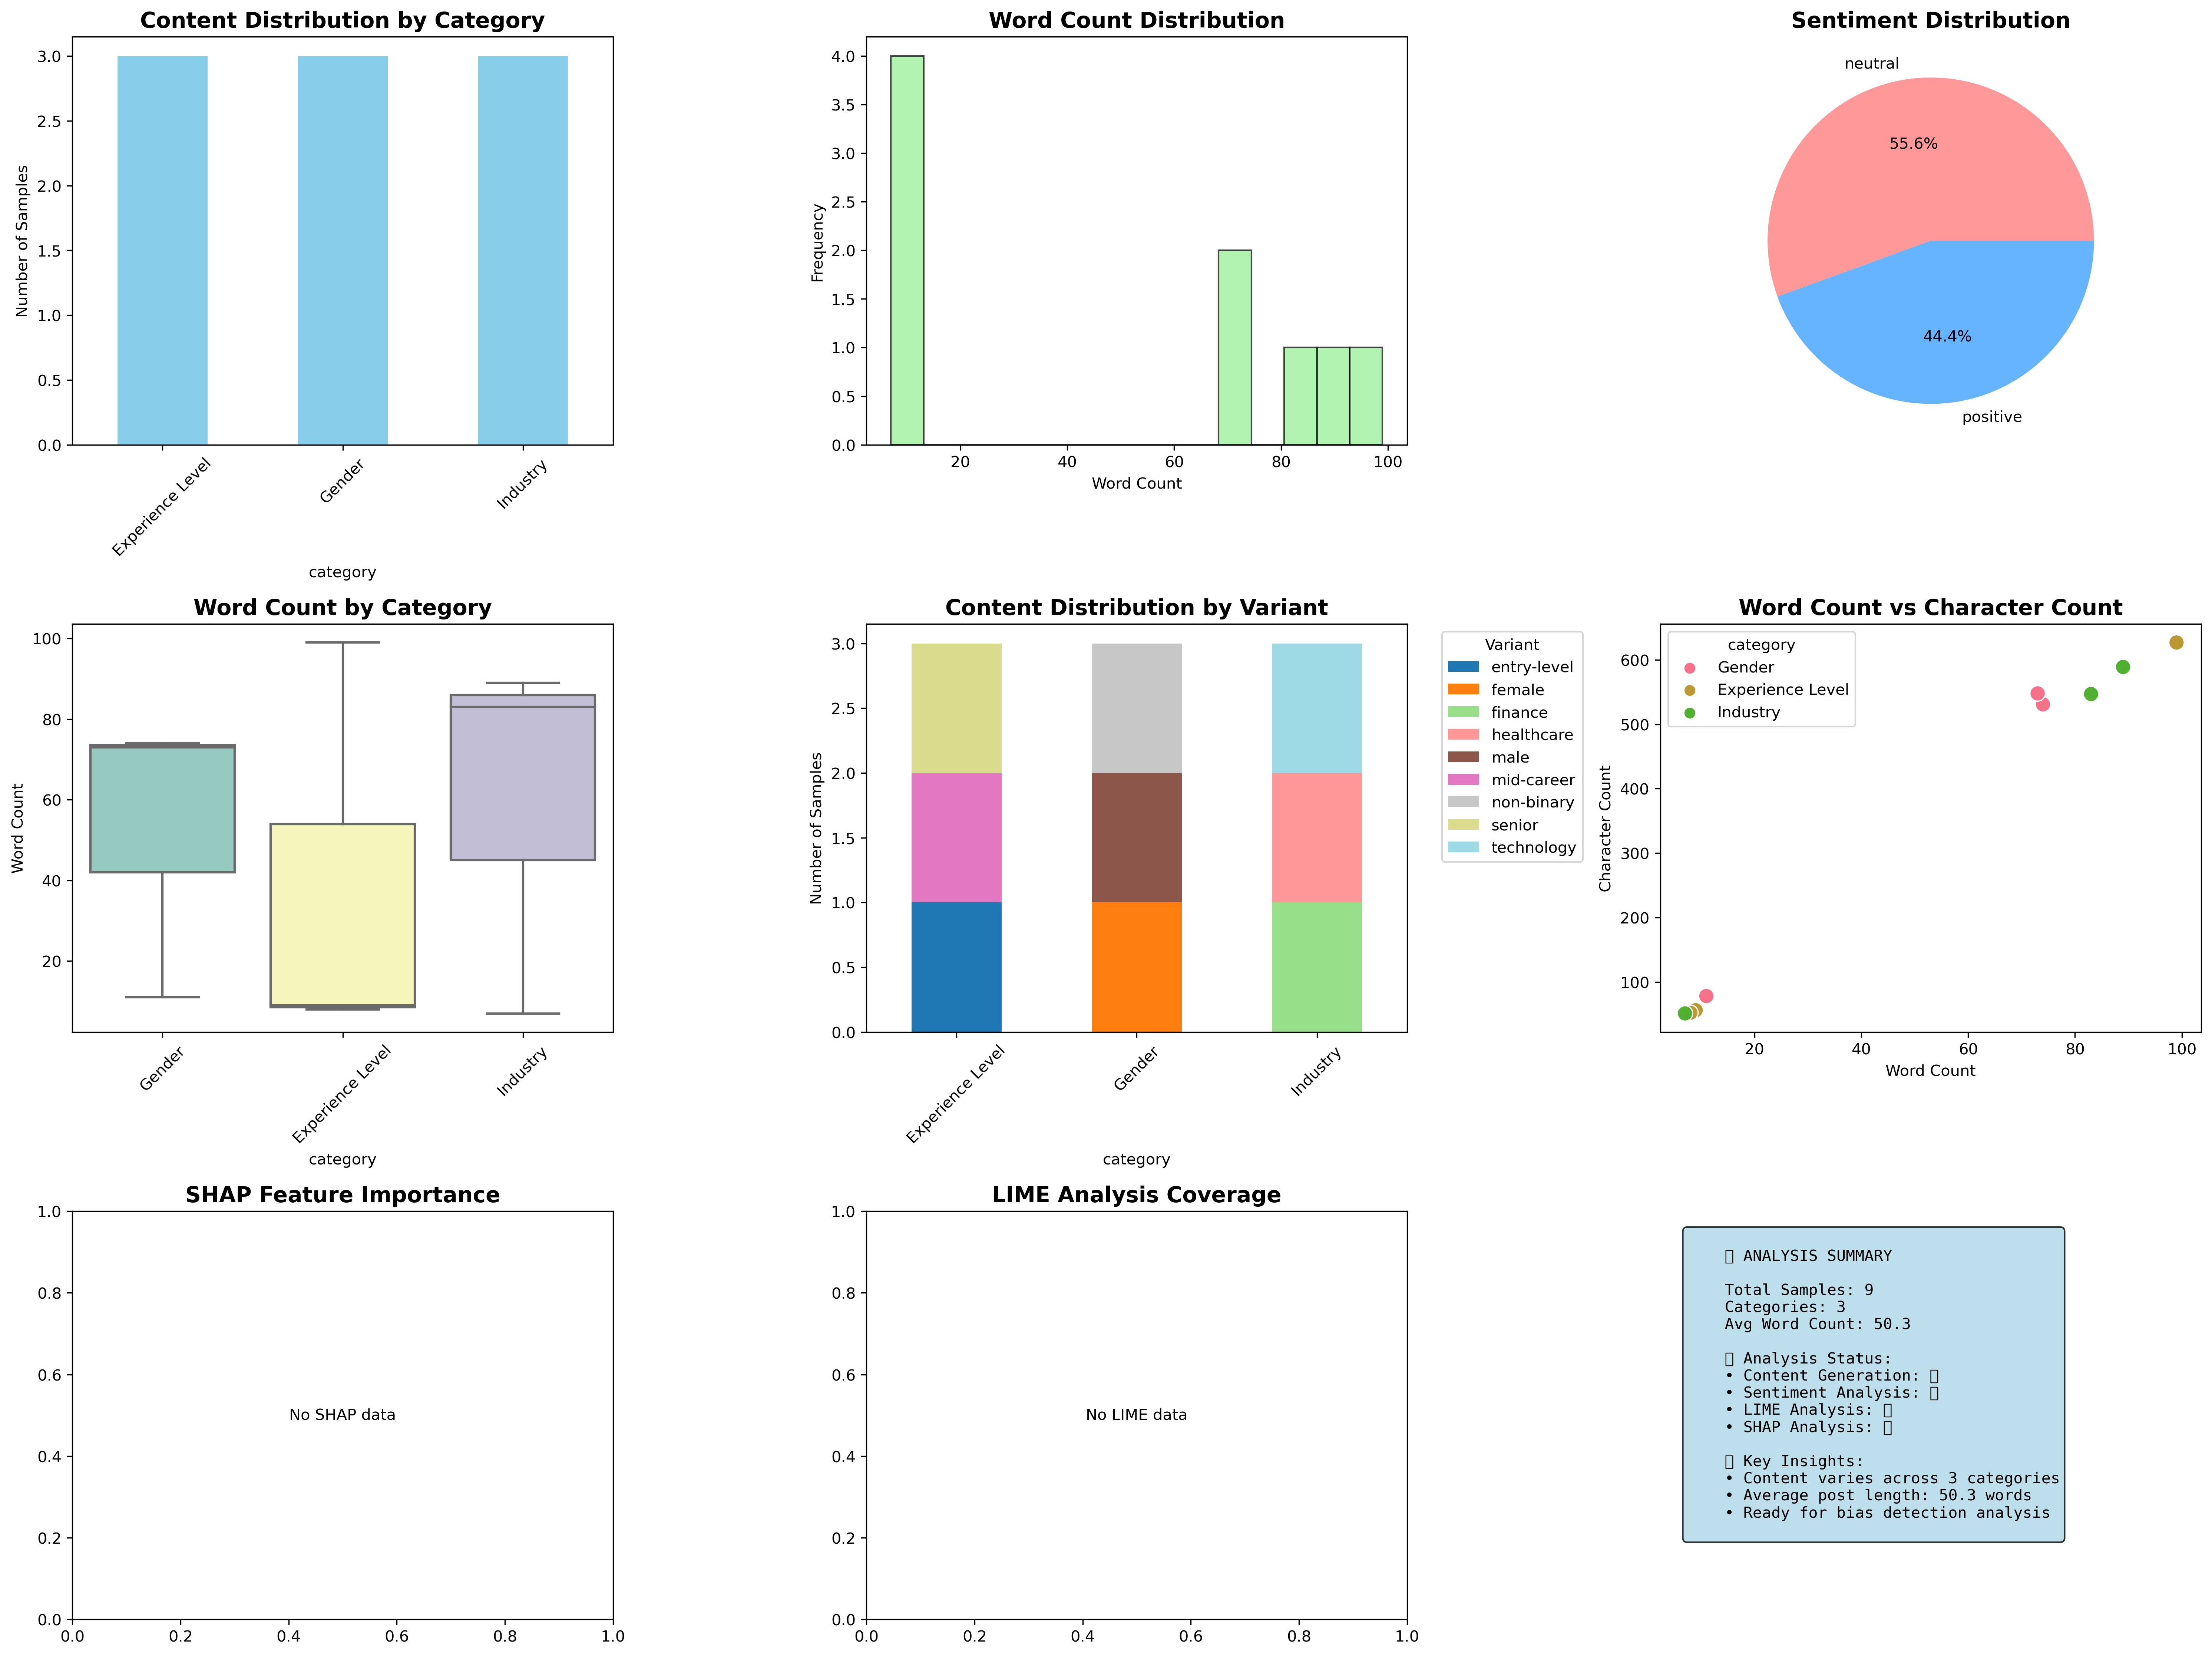 Content Distribution by Category
3.0
2.5
2.0
1.5
1.0
0.5
0.0
Number of Samples
Experience Level
Gender
Industry
category
Word Count Distribution
4.0
3.5
3.0
2.5
2.0
1.5
1.0
0.5
0.0
Frequency
20 40 60 80 100
Word Count
Sentiment Distribution
neutral
55.6%
44.4%
positive
Word Count by Category
100
80
60
40
20
Word Count
Gender
Experience Level
Industry
category
Content Distribution by Variant
3.0
2.5
2.0
1.5
1.0
0.5
0.0
Number of Samples
Experience Level
Gender
Industry
category
Variant
entry-level
female
finance
healthcare
male
mid-career
non-binary
senior
technology
Word Count vs Character Count
category
Gender
Experience Level
Industry
600
500
400
300
200
100
Character Count
20 40 60 80 100
Word Count
SHAP Feature Importance
1.0
0.8
0.6
0.4
0.2
0.0
No SHAP data
0.0 0.2 0.4 0.6 0.8 1.0
LIME Analysis Coverage
1.0
0.8
0.6
0.4
0.2
0.0
No LIME data
0.0 0.2 0.4 0.6 0.8 1.0
▯ ANALYSIS SUMMARY
Total Samples: 9
Categories: 3
Avg Word Count: 50.3
▯ Analysis Status:
• Content Generation: ▯
• Sentiment Analysis: ▯
• LIME Analysis: ▯
• SHAP Analysis: ▯
▯ Key Insights:
• Content varies across 3 categories
• Average post length: 50.3 words
• Ready for bias detection analysis